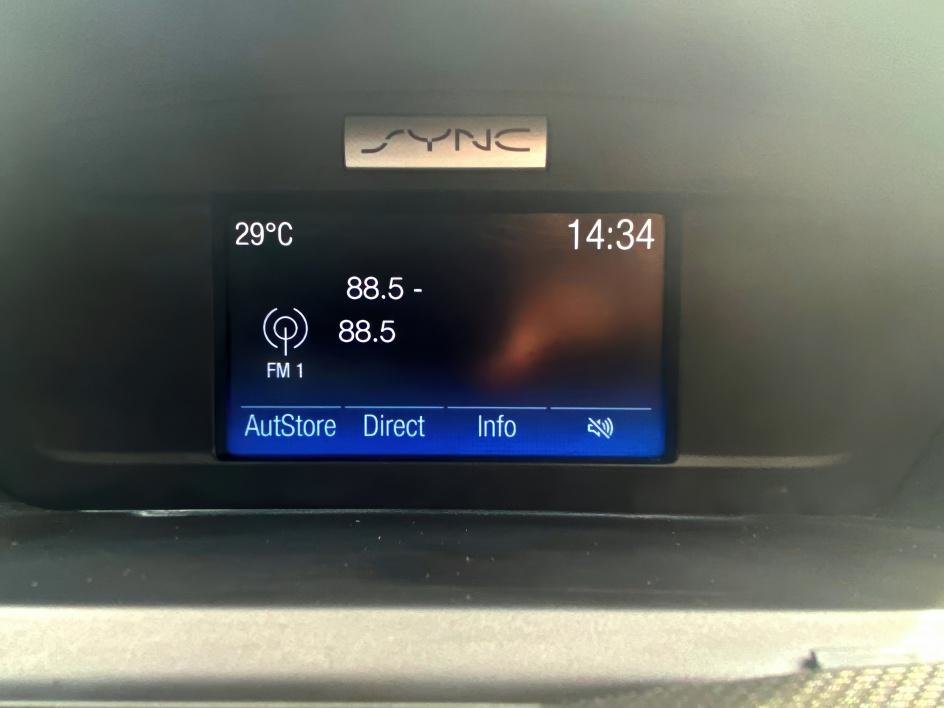 SYNC
29°C 14:34
88.5 -
88.5
FM 1
AutStore Direct Info